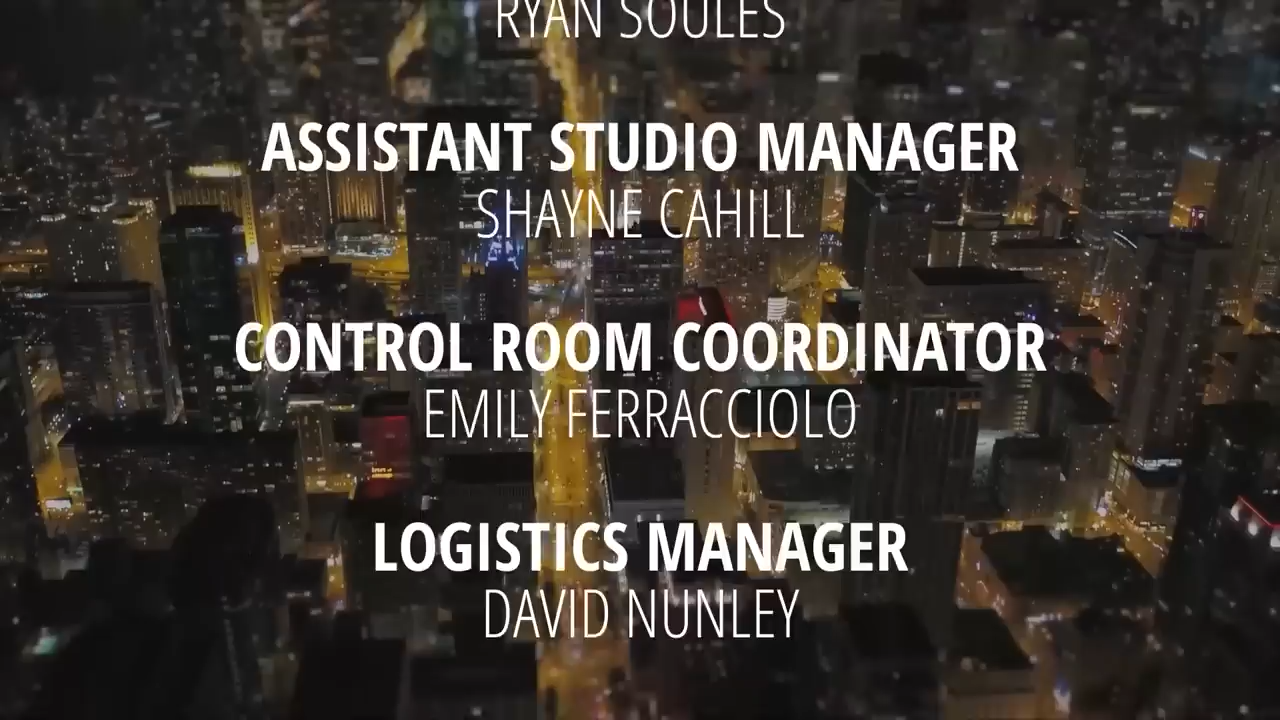 RYAN SOULES
ASSISTANT STUDIO MANAGER
SHAYNE CAHILL
CONTROL ROOM COORDINATOR
EMILY FERRACCIOLO
LOGISTICS MANAGER
DAVID NUNLEY